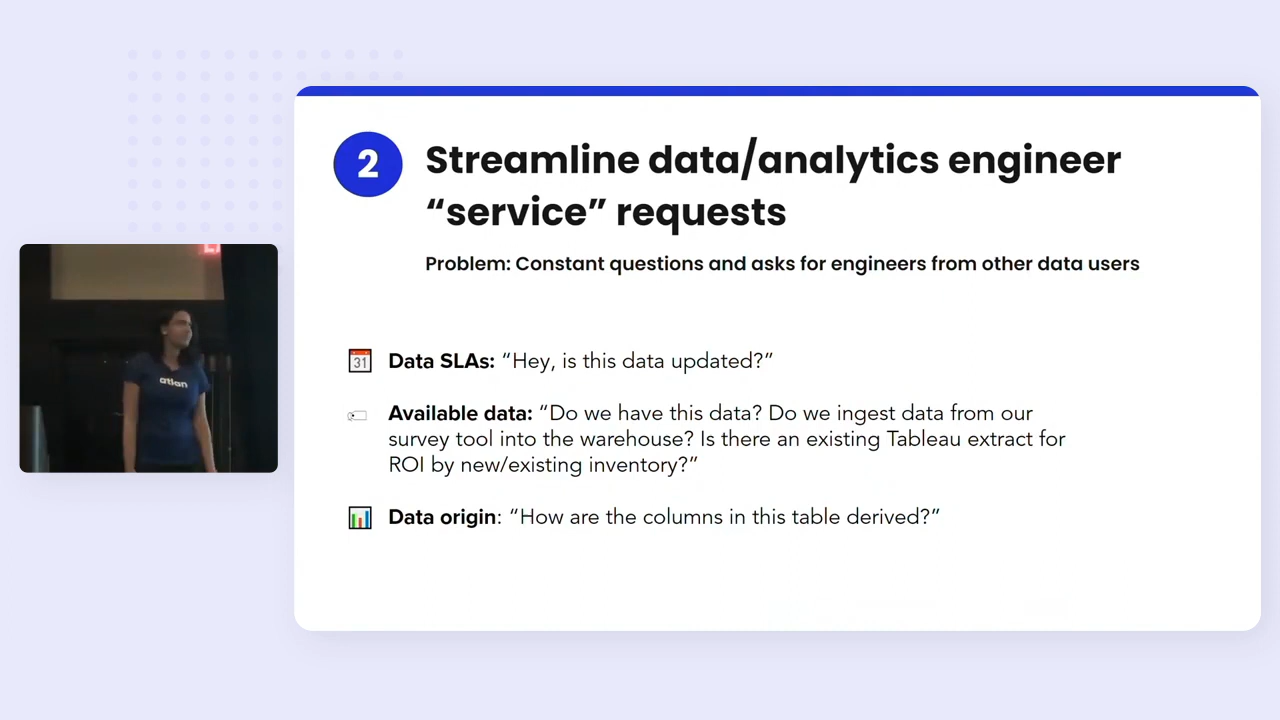 2
Streamline data/analytics engineer
“service” requests
Problem: Constant questions and asks for engineers from other data users
31
Data SLAs: “Hey, is this data updated?”
Available data: “Do we have this data? Do we ingest data from our
survey tool into the warehouse? Is there an existing Tableau extract for
ROI by new/existing inventory?”
Data origin: “How are the columns in this table derived?”
atlan